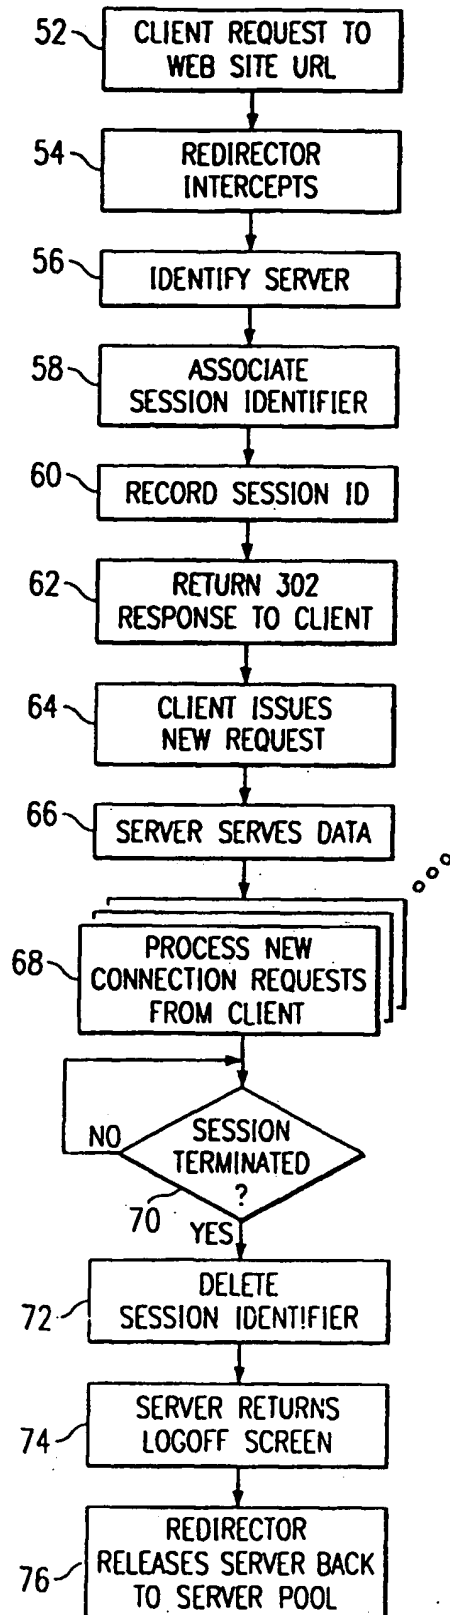 52
CLIENT REQUEST TO
WEB SITE URL
54
REDIRECTOR
INTERCEPTS
56
IDENTIFY SERVER
58
ASSOCIATE
SESSION IDENTIFIER
60
RECORD SESSION ID
62
RETURN 302
RESPONSE TO CLIENT
64
CLIENT ISSUES
NEW REQUEST
66
SERVER SERVES DATA
68
PROCESS NEW
CONNECTION REQUESTS
FROM CLIENT
NO
SESSION
TERMINATED
?
70
YES
72
DELETE
SESSION IDENTIFIER
74
SERVER RETURNS
LOGOFF SCREEN
76
REDIRECTOR
RELEASES SERVER BACK
TO SERVER POOL